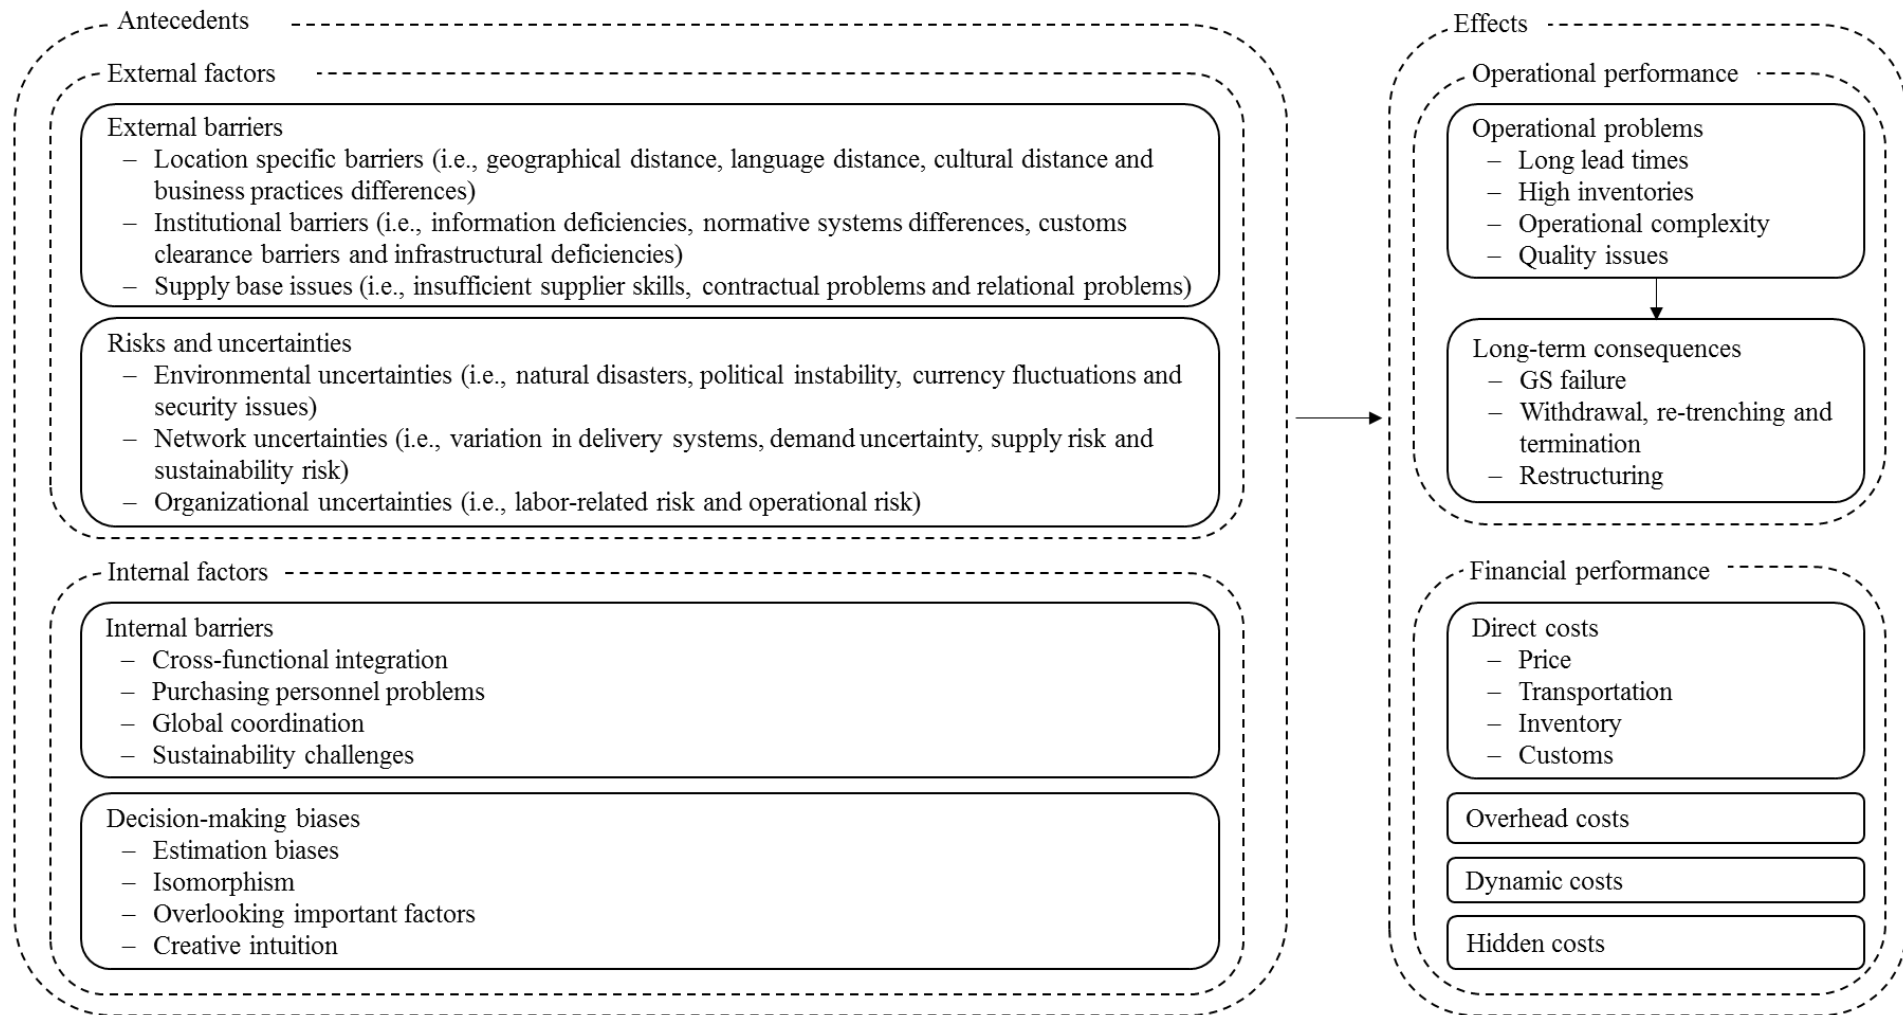 Antecedents
External factors
External barriers
– Location specific barriers (i.e., geographical distance, language distance, cultural distance and
business practices differences)
– Institutional barriers (i.e., information deficiencies, normative systems differences, customs
clearance barriers and infrastructural deficiencies)
– Supply base issues (i.e., insufficient supplier skills, contractual problems and relational problems)
Risks and uncertainties
– Environmental uncertainties (i.e., natural disasters, political instability, currency fluctuations and
security issues)
– Network uncertainties (i.e., variation in delivery systems, demand uncertainty, supply risk and
sustainability risk)
– Organizational uncertainties (i.e., labor-related risk and operational risk)
Internal factors
Internal barriers
– Cross-functional integration
– Purchasing personnel problems
– Global coordination
– Sustainability challenges
Decision-making biases
– Estimation biases
– Isomorphism
– Overlooking important factors
– Creative intuition
Effects
Operational performance
Operational problems
– Long lead times
– High inventories
– Operational complexity
– Quality issues
Long-term consequences
– GS failure
– Withdrawal, re-trenching and
termination
– Restructuring
Financial performance
Direct costs
– Price
– Transportation
– Inventory
– Customs
Overhead costs
Dynamic costs
Hidden costs